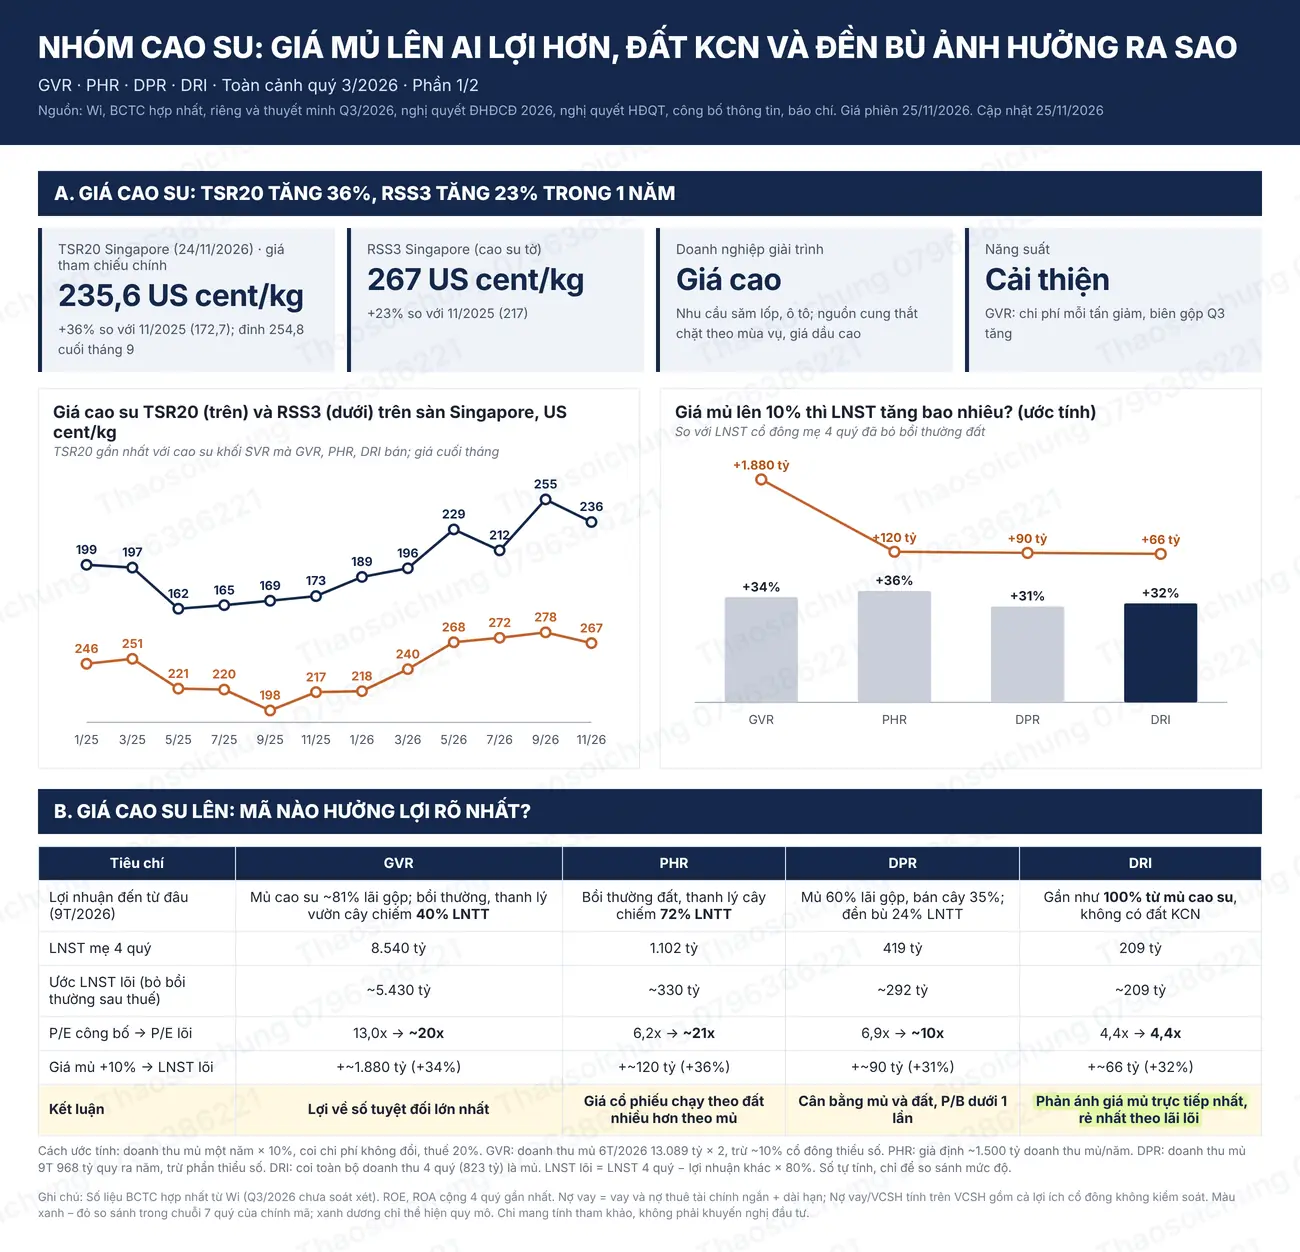 NHÓM CAO SU: GIÁ MỦ LÊN AI LỢI HƠN, ĐẤT KCN VÀ ĐỀN BÙ ẢNH HƯỞNG RA SAO
GVR · PHR · DPR · DRI · Toàn cảnh quý 3/2026 · Phần 1/2
Nguồn: Wi, BCTC hợp nhất, riêng và thuyết minh Q3/2026, nghị quyết ĐHĐCĐ 2026, nghị quyết HĐQT, công bố thông tin, báo chí. Giá phiên 25/11/2026. Cập nhật 25/11/2026
A. GIÁ CAO SU: TSR20 TĂNG 36%, RSS3 TĂNG 23% TRONG 1 NĂM
TSR20 Singapore (24/11/2026) · giá
tham chiếu chính
235,6 US cent/kg
+36% so với 11/2025 (172,7); đỉnh 254,8
cuối tháng 9
RSS3 Singapore (cao su tờ)
267 US cent/kg
+23% so với 11/2025 (217)
Doanh nghiệp giải trình
Giá cao
Nhu cầu săm lốp, ô tô; nguồn cung thắt
chặt theo mùa vụ, giá dầu cao
Năng suất
Cải thiện
GVR: chi phí mỗi tấn giảm, biên gộp Q3
tăng
Giá cao su TSR20 (trên) và RSS3 (dưới) trên sàn Singapore, US
cent/kg
TSR20 gần nhất với cao su khối SVR mà GVR, PHR, DRI bán; giá cuối tháng
199 197 162 165 169 173 189 196 229 212 255 236
246 251 221 220 198 217 218 240 268 272 278 267
1/25 3/25 5/25 7/25 9/25 11/25 1/26 3/26 5/26 7/26 9/26 11/26
Giá mủ lên 10% thì LNST tăng bao nhiêu? (ước tính)
So với LNST cổ đông mẹ 4 quý đã bỏ bồi thường đất
+1.880 tỷ +120 tỷ +90 tỷ +66 tỷ
+34% +36% +31% +32%
GVR PHR DPR DRI
B. GIÁ CAO SU LÊN: MÃ NÀO HƯỞNG LỢI RÕ NHẤT?
Tiêu chí GVR PHR DPR DRI
Lợi nhuận đến từ đâu
(9T/2026)
Mủ cao su ~81% lãi gộp; bồi thường, thanh lý
vườn cây chiếm 40% LNTT
Bồi thường đất, thanh lý cây
chiếm 72% LNTT
Mủ 60% lãi gộp, bán cây 35%;
đền bù 24% LNTT
Gần như 100% từ mủ cao su,
không có đất KCN
LNST mẹ 4 quý 8.540 tỷ 1.102 tỷ 419 tỷ 209 tỷ
Ước LNST lõi (bỏ bồi
thường sau thuế)
~5.430 tỷ ~330 tỷ ~292 tỷ ~209 tỷ
P/E công bố → P/E lõi 13,0x → ~20x 6,2x → ~21x 6,9x → ~10x 4,4x → 4,4x
Giá mủ +10% → LNST lõi +~1.880 tỷ (+34%) +~120 tỷ (+36%) +~90 tỷ (+31%) +~66 tỷ (+32%)
Kết luận
Lợi về số tuyệt đối lớn nhất
Giá cổ phiếu chạy theo đất
nhiều hơn theo mủ
Cân bằng mủ và đất, P/B dưới 1
lần
Phản ánh giá mủ trực tiếp nhất,
rẻ nhất theo lãi lõi
Cách ước tính: doanh thu mủ một năm × 10%, coi chi phí không đổi, thuế 20%. GVR: doanh thu mủ 6T/2026 13.089 tỷ × 2, trừ ~10% cổ đông thiểu số. PHR: giả định ~1.500 tỷ doanh thu mủ/năm. DPR: doanh thu mủ
9T 968 tỷ quy ra năm, trừ phần thiểu số. DRI: coi toàn bộ doanh thu 4 quý (823 tỷ) là mủ. LNST lõi = LNST 4 quý − lợi nhuận khác × 80%. Số tự tính, chỉ để so sánh mức độ.
Ghi chú: Số liệu BCTC hợp nhất từ Wi (Q3/2026 chưa soát xét). ROE, ROA cộng 4 quý gần nhất. Nợ vay = vay và nợ thuê tài chính ngắn + dài hạn; Nợ vay/VCSH tính trên VCSH gồm cả lợi ích cổ đông không kiểm soát. Màu
xanh – đỏ so sánh trong chuỗi 7 quý của chính mã; xanh dương chỉ thể hiện quy mô. Chỉ mang tính tham khảo, không phải khuyến nghị đầu tư.
Thaosoichung 0796386221